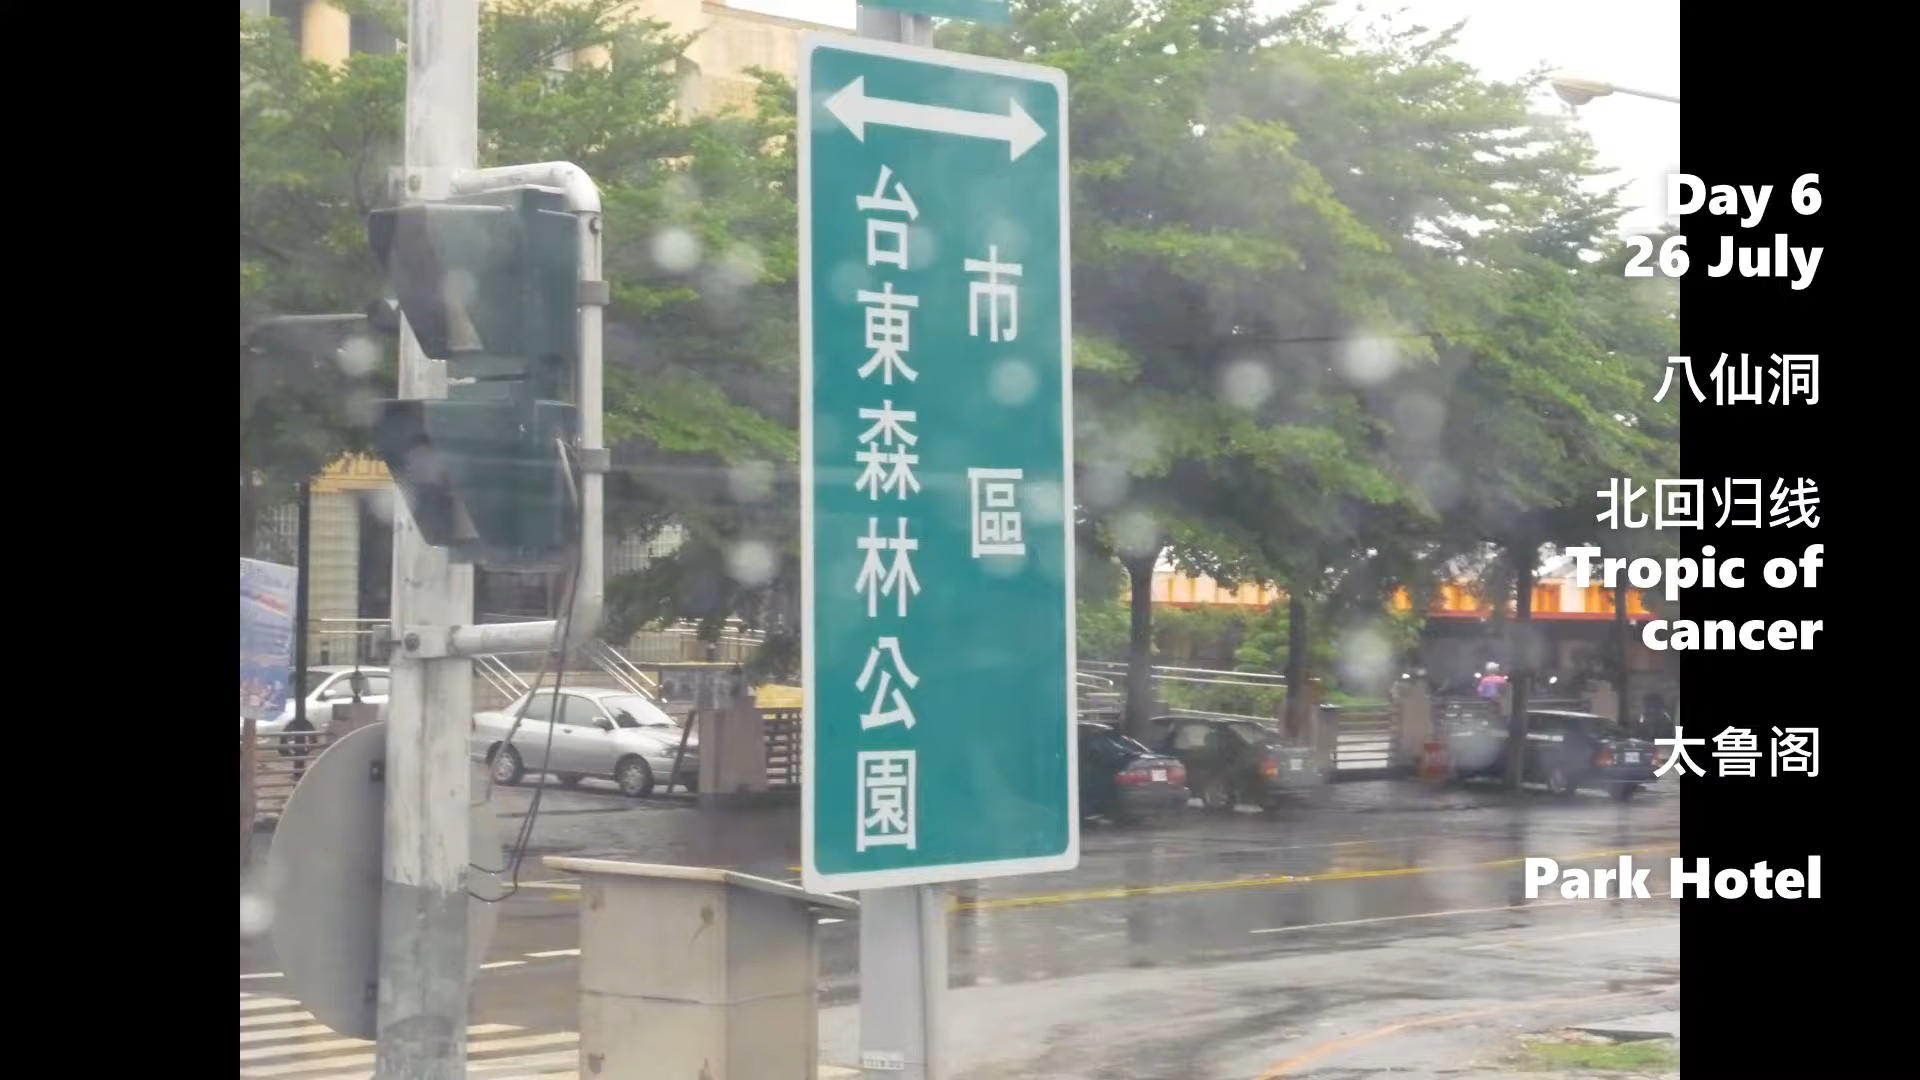 市區
台東森林公園
Day 6
26 July
八仙洞
北回归线
Tropic of
cancer
太鲁阁
Park Hotel